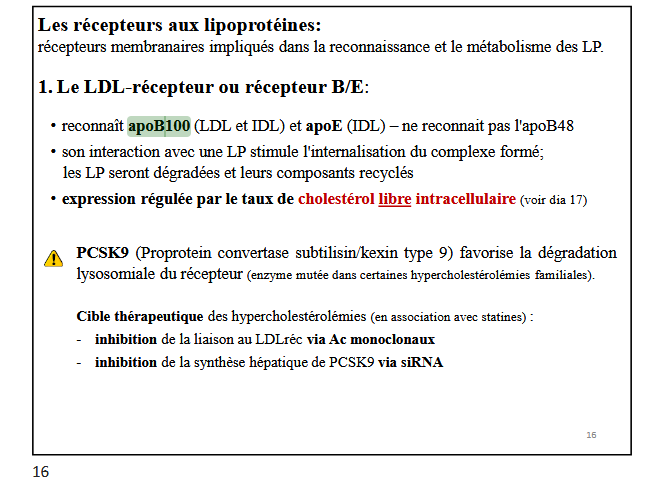 Les récepteurs aux lipoprotéines:
récepteurs membranaires impliqués dans la reconnaissance et le métabolisme des LP.
1. Le LDL-récepteur ou récepteur B/E:
• reconnaît apoB100 (LDL et IDL) et apoE (IDL) – ne reconnait pas l'apoB48
• son interaction avec une LP stimule l'internalisation du complexe formé;
les LP seront dégradées et leurs composants recyclés
• expression régulée par le taux de cholestérol libre intracellulaire (voir dia 17)
PCSK9 (Proprotein convertase subtilisin/kexin type 9) favorise la dégradation
lysosomiale du récepteur (enzyme mutée dans certaines hypercholestérolémies familiales).
Cible thérapeutique des hypercholestérolémies (en association avec statines) :
- inhibition de la liaison au LDLréc via Ac monoclonaux
- inhibition de la synthèse hépatique de PCSK9 via siRNA
16
16